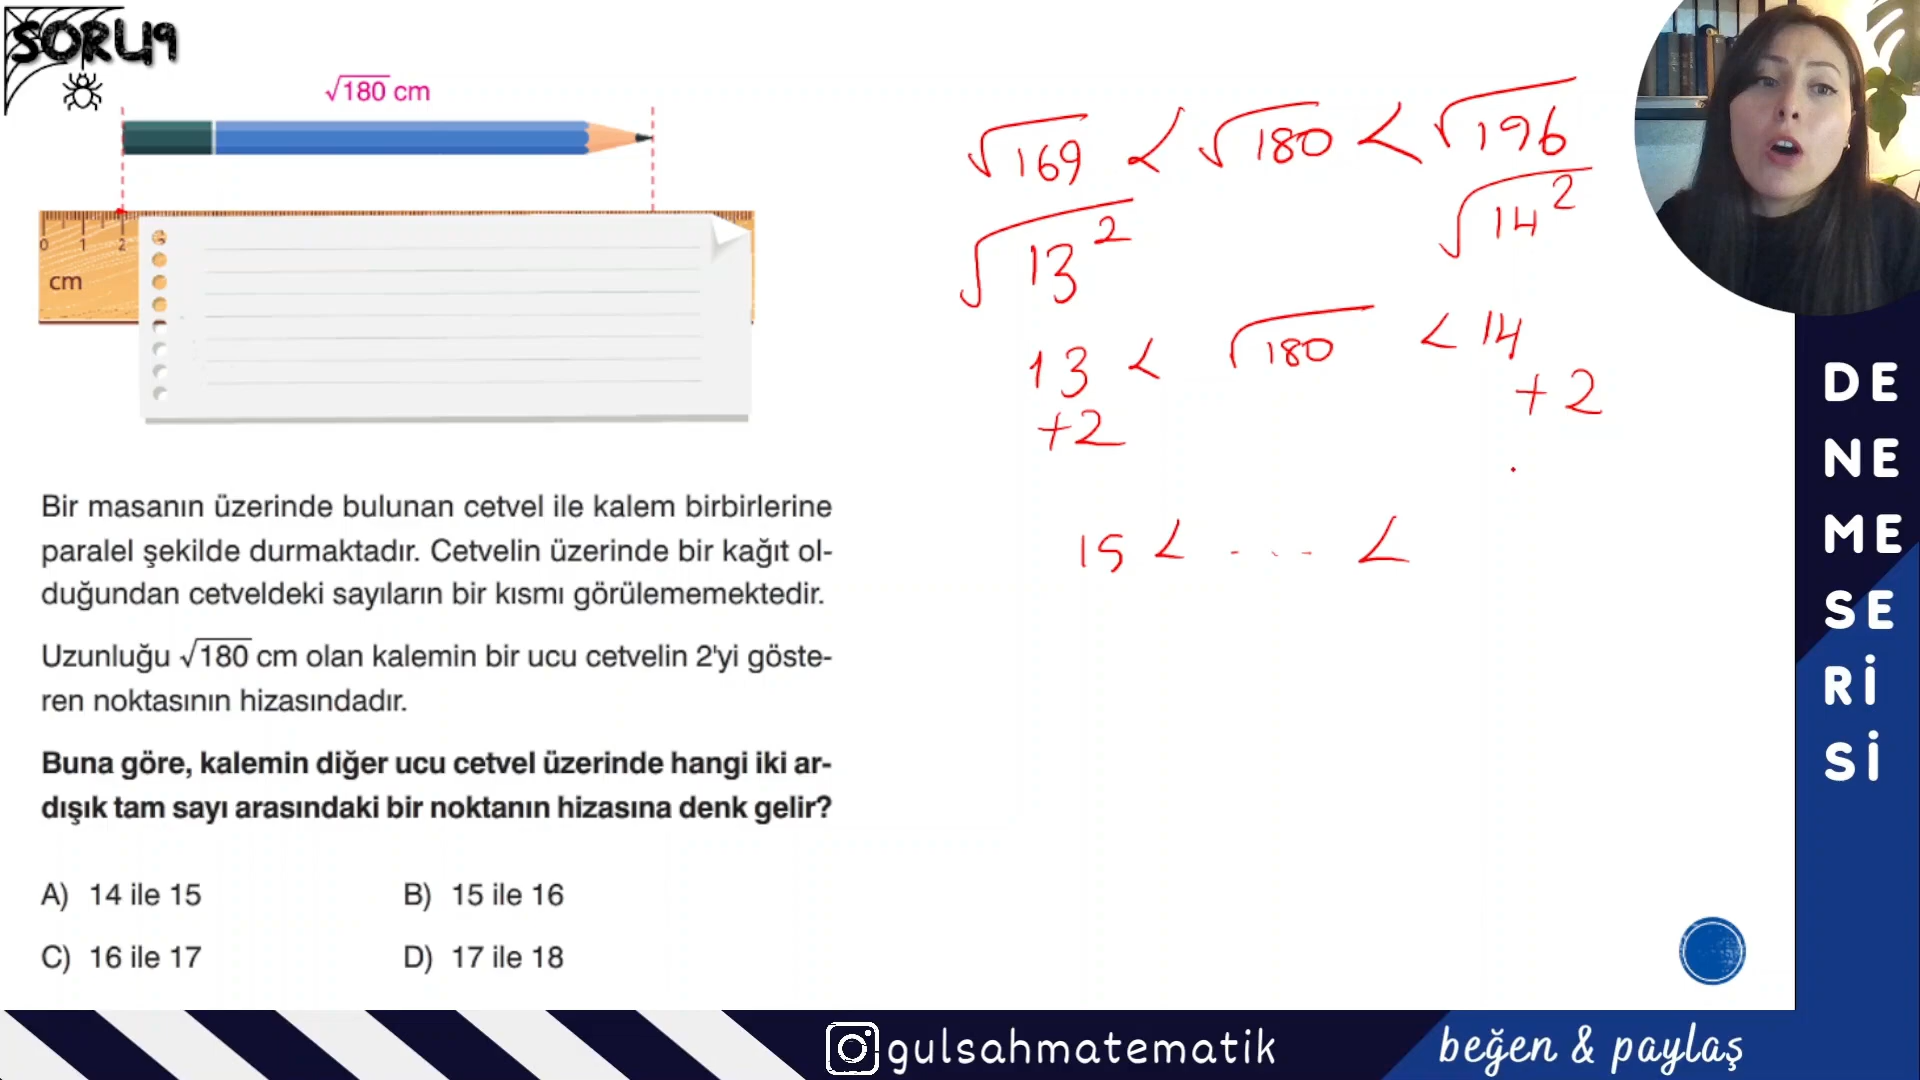 SORU 9
√180 cm
0 1 2
cm
Bir masanın üzerinde bulunan cetvel ile kalem birbirlerine
paralel şekilde durmaktadır. Cetvelin üzerinde bir kağıt ol-
duğundan cetveldeki sayıların bir kısmı görülememektedir.
Uzunluğu √180 cm olan kalemin bir ucu cetvelin 2'yi göste-
ren noktasının hizasındadır.
Buna göre, kalemin diğer ucu cetvel üzerinde hangi iki ar-
dışık tam sayı arasındaki bir noktanın hizasına denk gelir?
A) 14 ile 15
B) 15 ile 16
C) 16 ile 17
D) 17 ile 18
√169 < √180 < √196
√13² √14²
13 < √180 < 14
+2 +2
15 < .... <
DE
NE
ME
SE
Rİ
Sİ
gulsahmatematik
beğen & paylaş